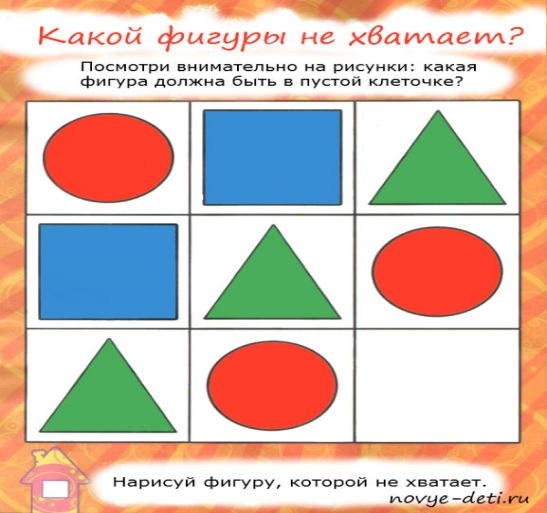 Какой фигуры не хватает?
Посмотри внимательно на рисунки: какая
фигура должна быть в пустой клеточке?
Нарисуй фигуру, которой не хватает.
novye-deti.ru